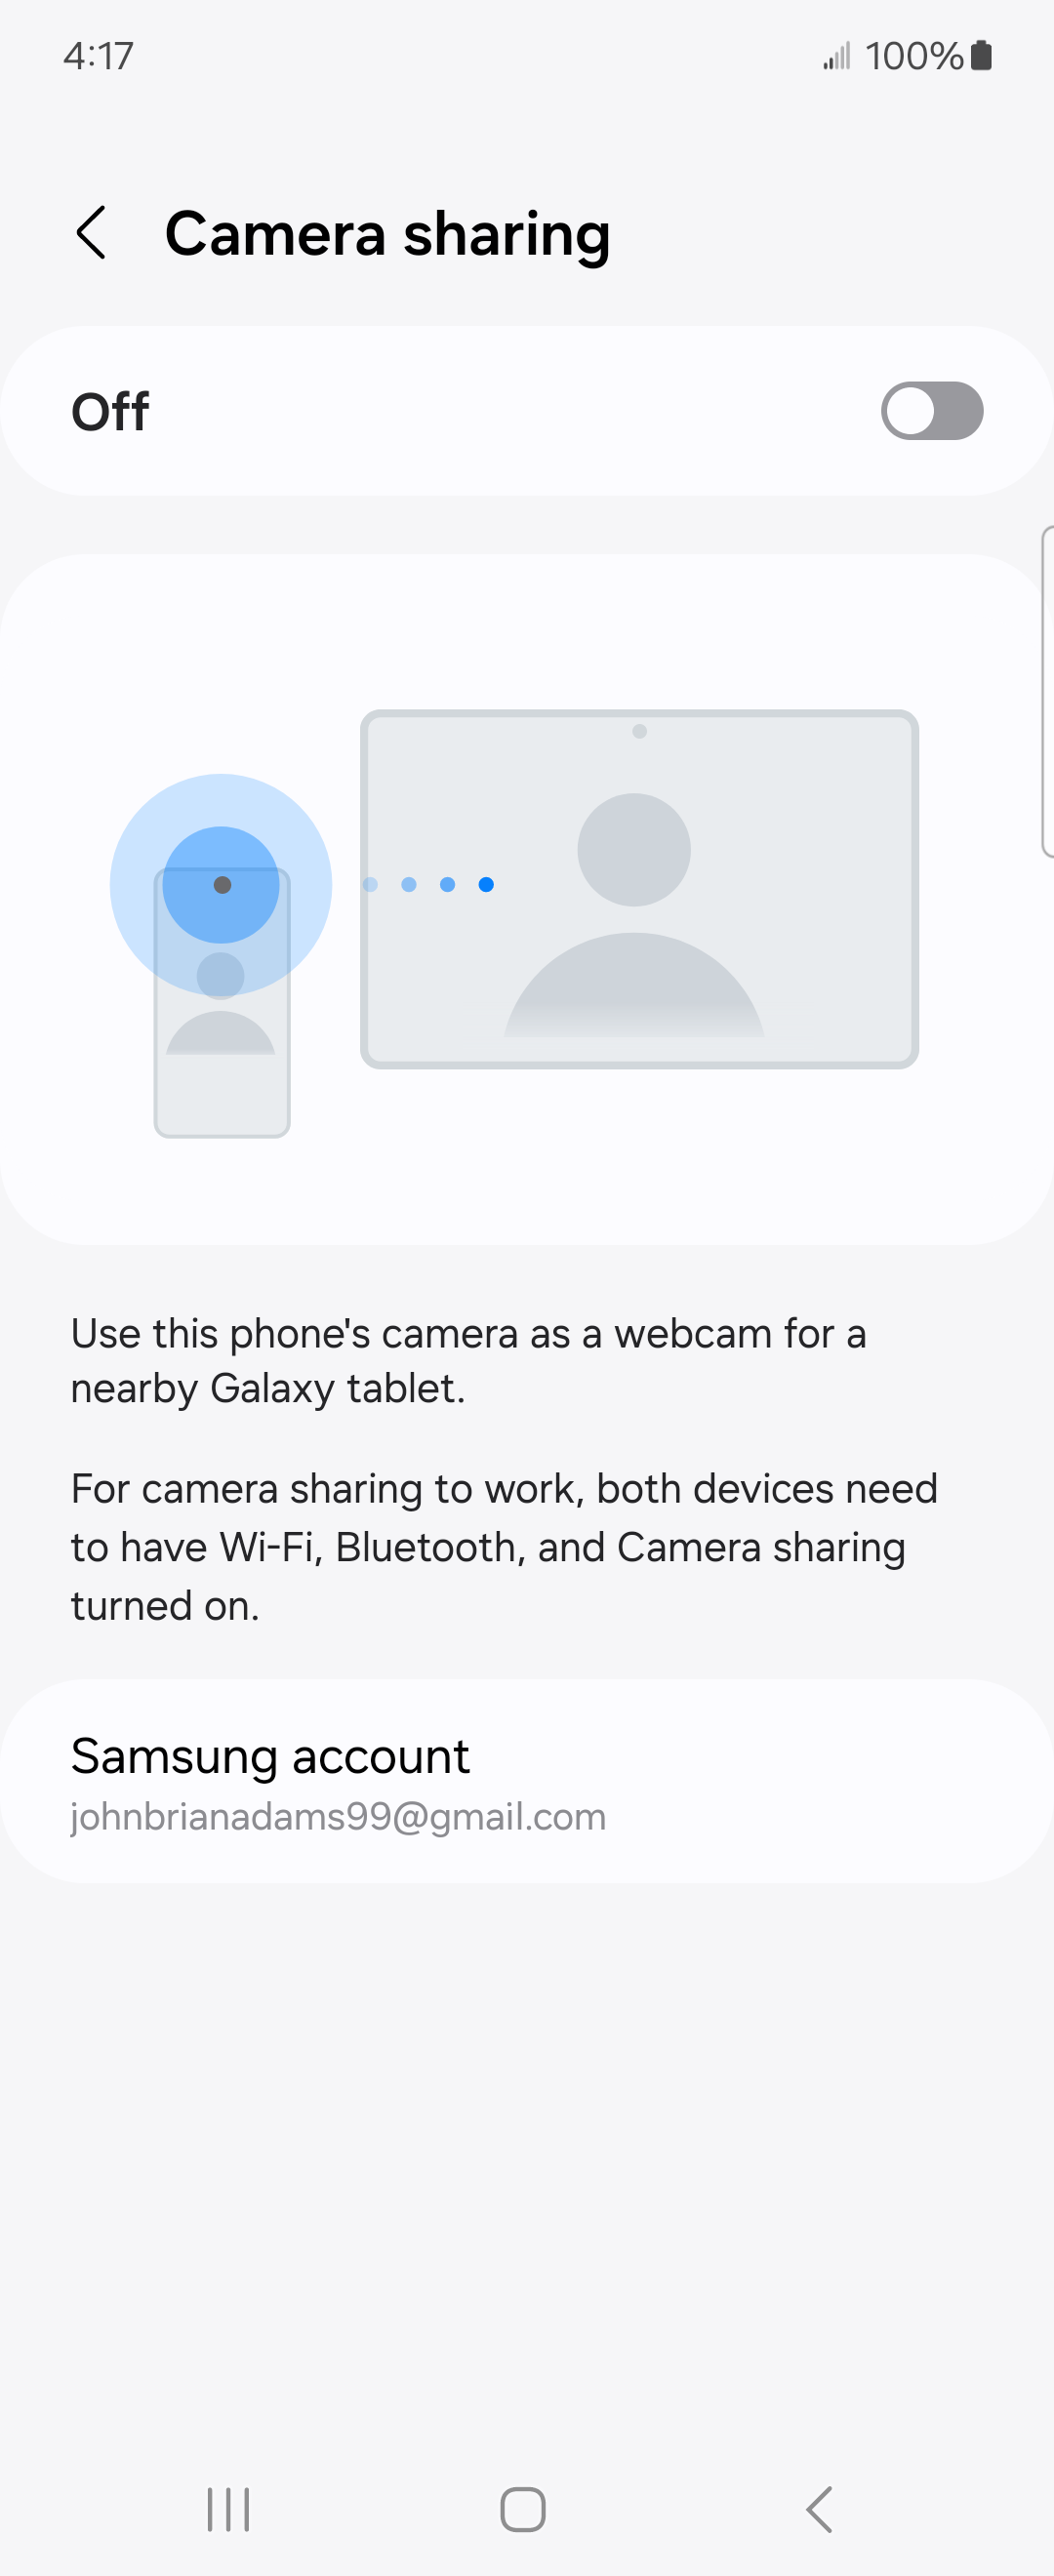 4:17
100%
Camera sharing
Off
Use this phone's camera as a webcam for a
nearby Galaxy tablet.
For camera sharing to work, both devices need
to have Wi-Fi, Bluetooth, and Camera sharing
turned on.
Samsung account
johnbrianadams99@gmail.com